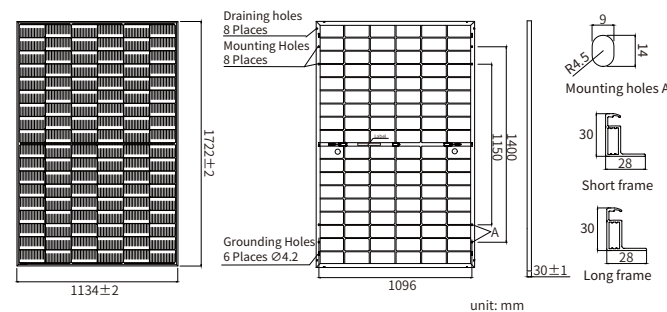 Draining holes
8 Places
Mounting Holes
8 Places
Grounding Holes
6 Places Ø4.2
1134±2
1722±2
1096
1150
1400
A
30±1
9
14
R4.5
Mounting holes A
30
28
Short frame
30
28
Long frame
unit: mm